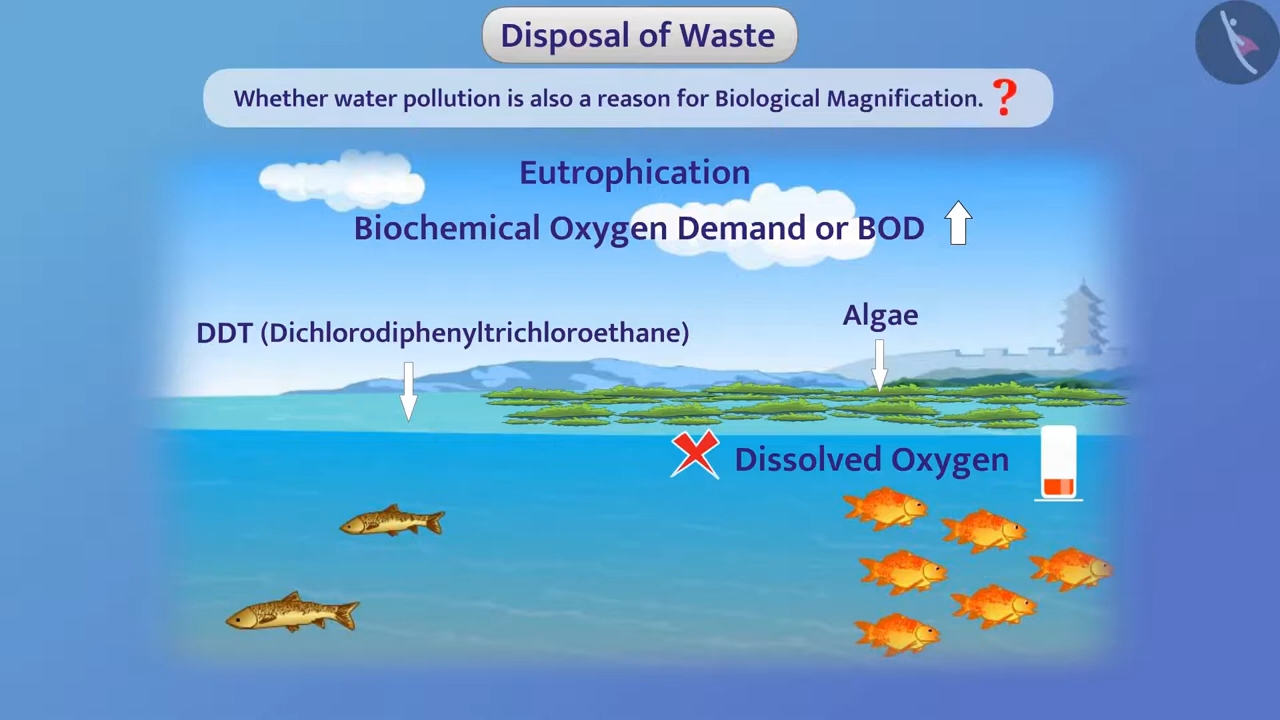 Disposal of Waste
Whether water pollution is also a reason for Biological Magnification. ?
Eutrophication
Biochemical Oxygen Demand or BOD
Algae
DDT (Dichlorodiphenyltrichloroethane)
Dissolved Oxygen